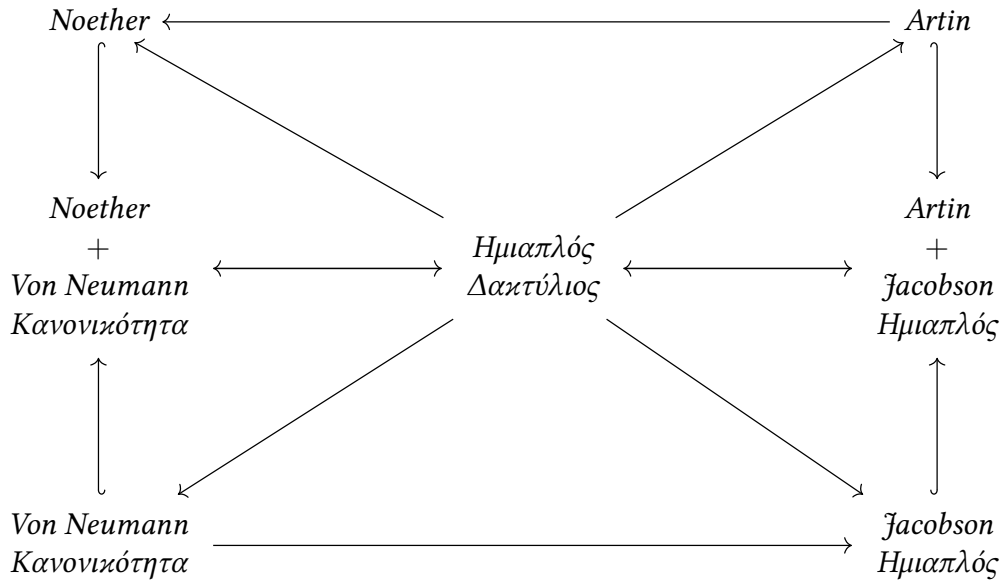 Noether
Artin
Noether
+
Von Neumann
Κανονικότητα
Ημιαπλός
Δακτύλιος
Artin
+
Jacobson
Ημιαπλός
Von Neumann
Κανονικότητα
Jacobson
Ημιαπλός